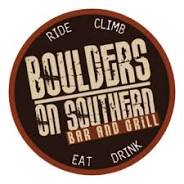 RIDE CLIMB
BOULDERS
ON SOUTHERN
BAR AND GRILL
EAT DRINK